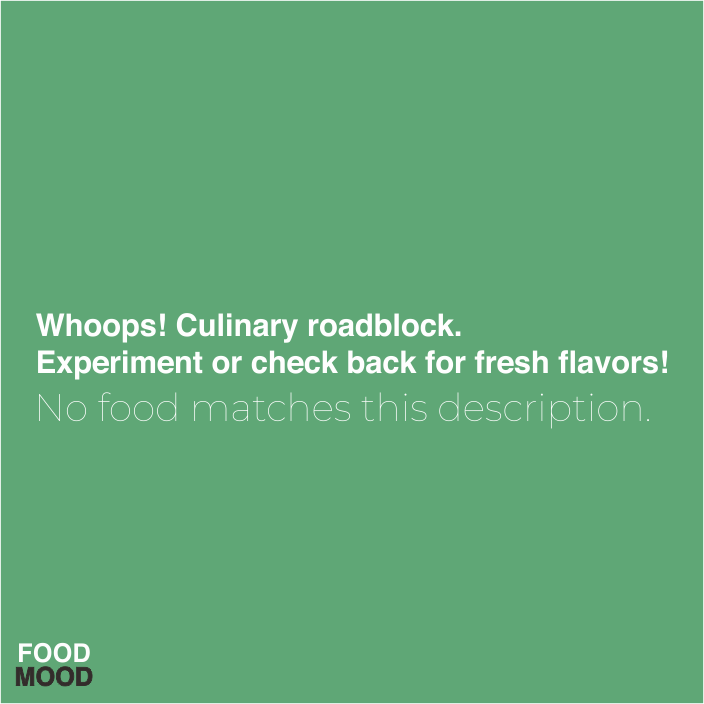 Whoops! Culinary roadblock.
Experiment or check back for fresh flavors!
No food matches this description.
FOOD
MOOD